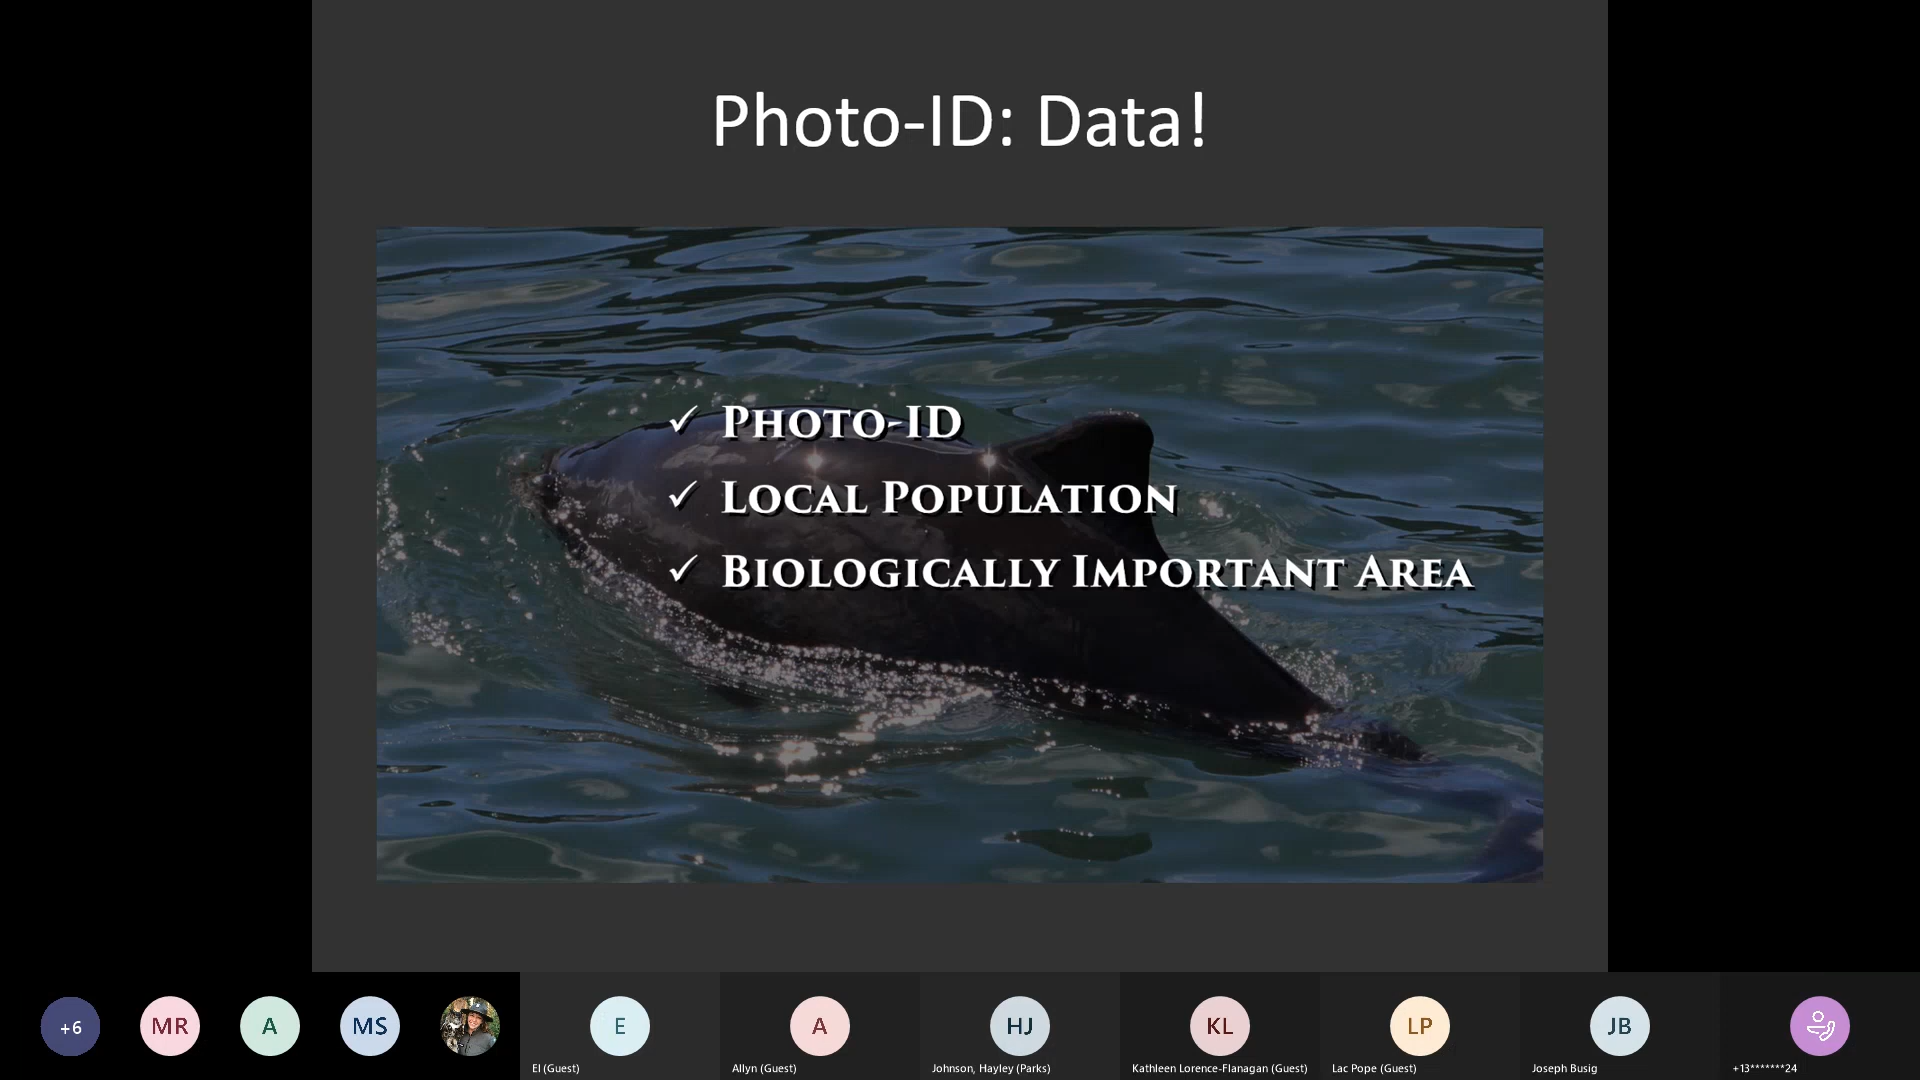 Photo-ID: Data!
✓ Photo-ID
✓ Local Population
✓ Biologically Important Area
+6
MR
A
MS
E
A
HJ
KL
LP
JB
El (Guest)
Allyn (Guest)
Johnson, Hayley (Parks)
Kathleen Lorence-Flanagan (Guest)
Lac Pope (Guest)
Joseph Busig
+13*******24